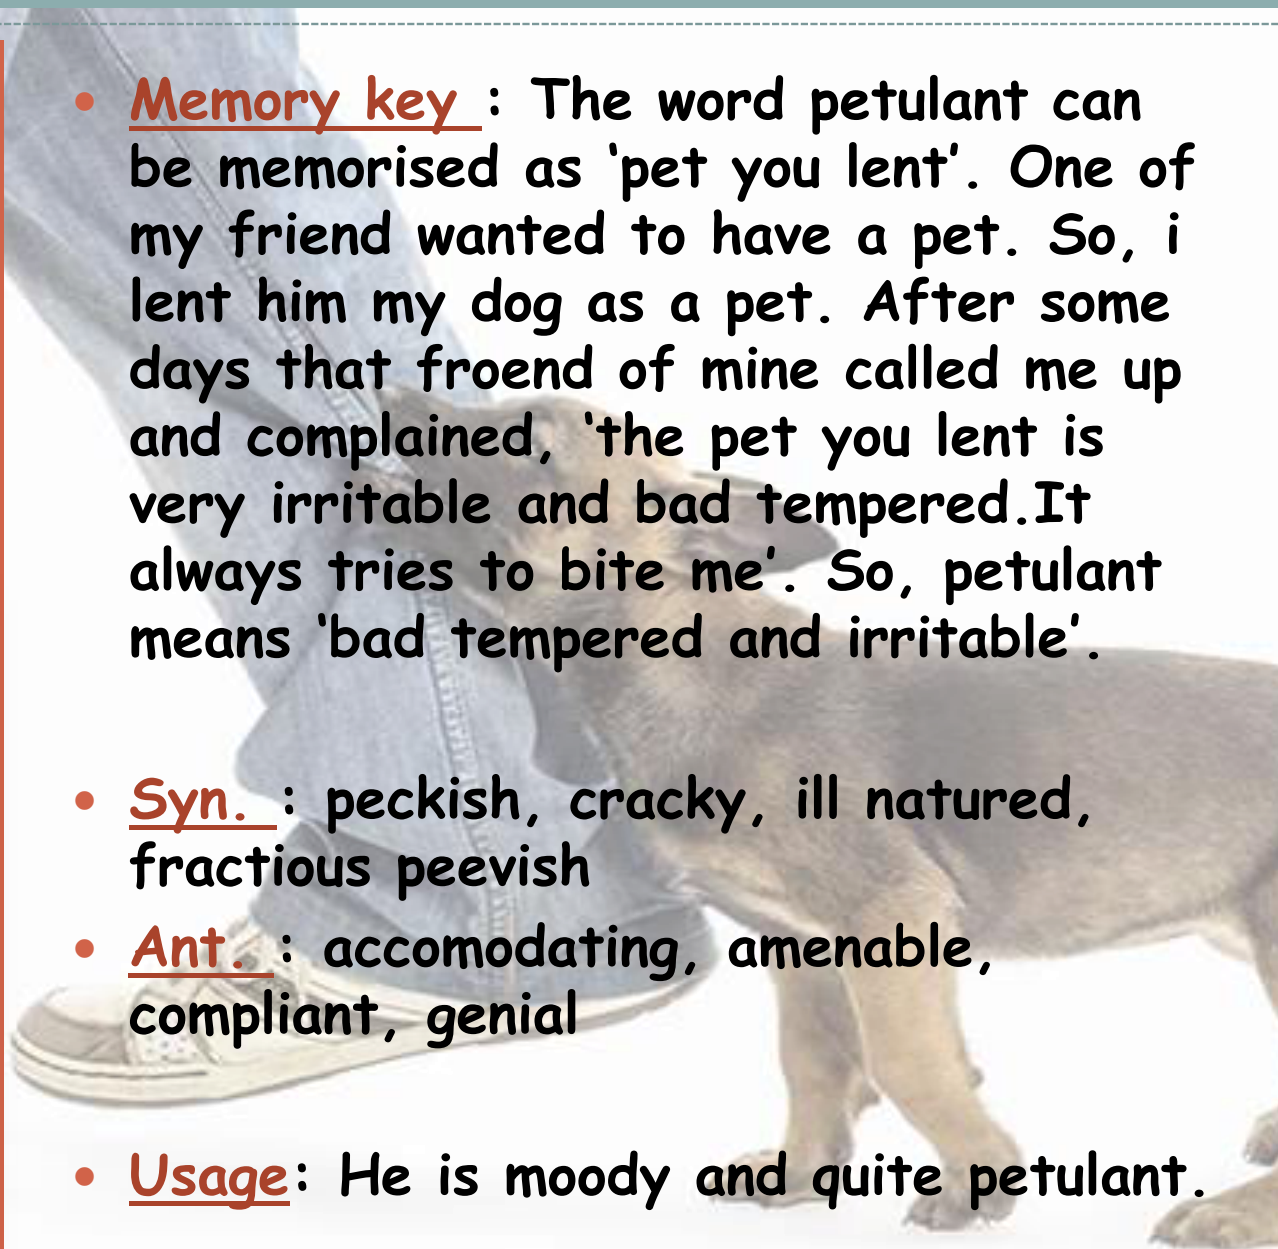 • Memory key : The word petulant can
be memorised as ‘pet you lent’. One of
my friend wanted to have a pet. So, i
lent him my dog as a pet. After some
days that froend of mine called me up
and complained, ‘the pet you lent is
very irritable and bad tempered.It
always tries to bite me’. So, petulant
means ‘bad tempered and irritable’.
• Syn. : peckish, cracky, ill natured,
fractious peevish
• Ant. : accomodating, amenable,
compliant, genial
• Usage: He is moody and quite petulant.